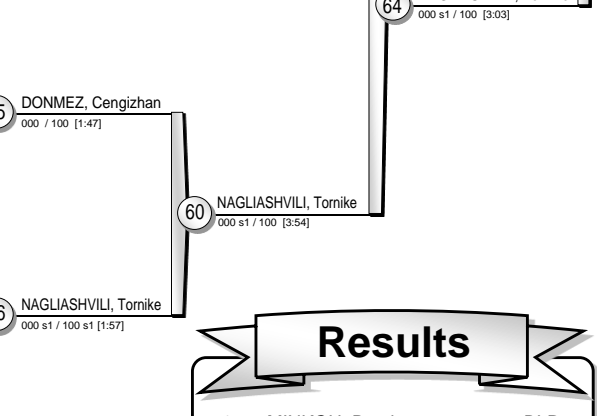 64
000 s1 / 100 [3:03]
DONMEZ, Cengizhan
000 / 100 [1:47]
NAGLIASHVILI, Tornike
60
000 s1 / 100 [3:54]
NAGLIASHVILI, Tornike
000 s1 / 100 s1 [1:57]
Results